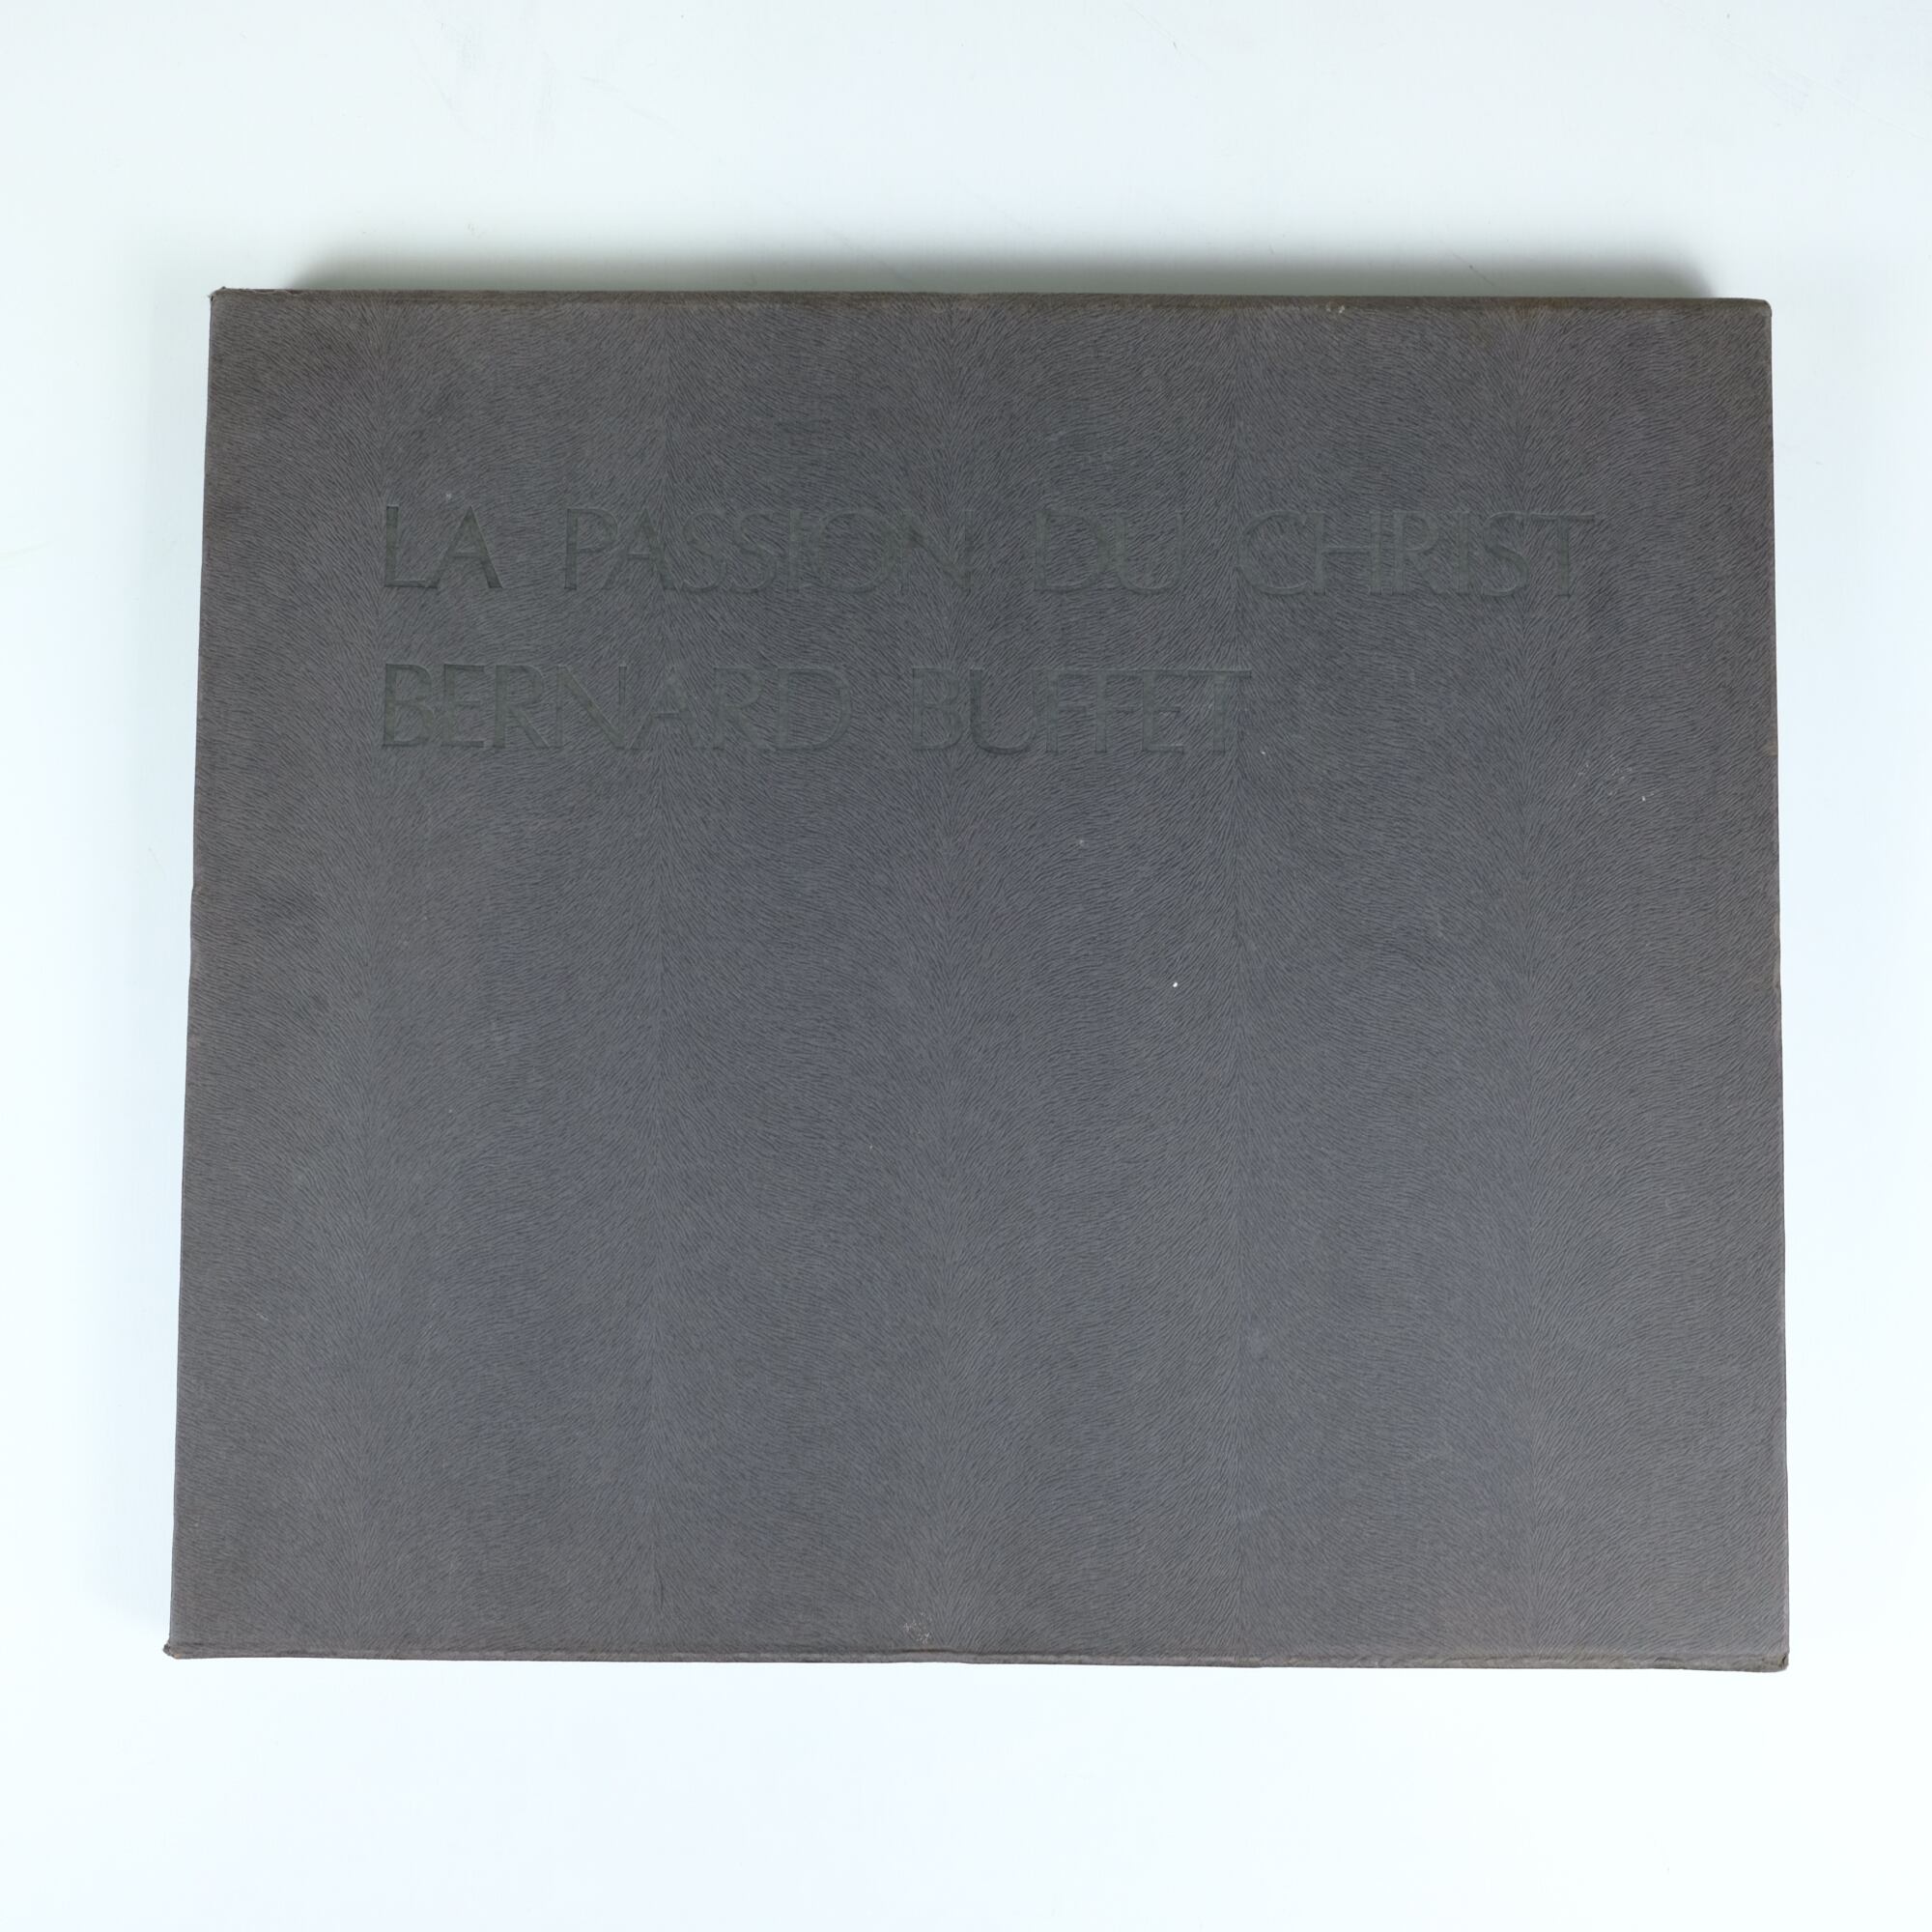 LA PASSION DU CHRIST
BERNARD BUFFET